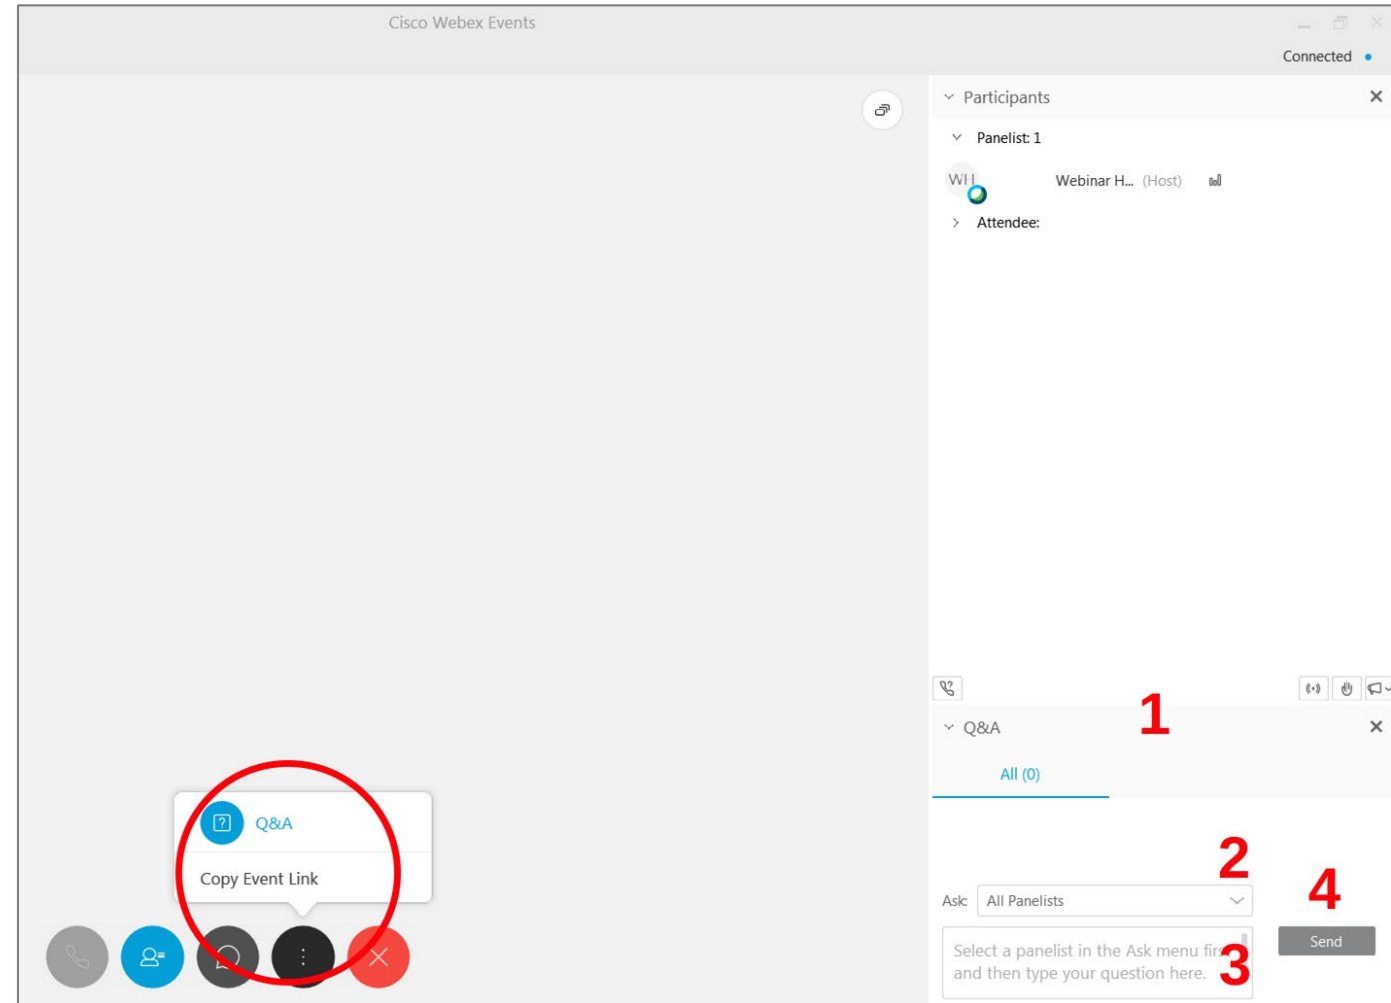 Cisco Webex Events
Connected
Participants
Panelist: 1
WH
Webinar H... (Host)
Attendee:
1
Q&A
All (0)
Q&A
2
Copy Event Link
4
Ask: All Panelists
Select a panelist in the Ask menu first
and then type your question here.
3
Send